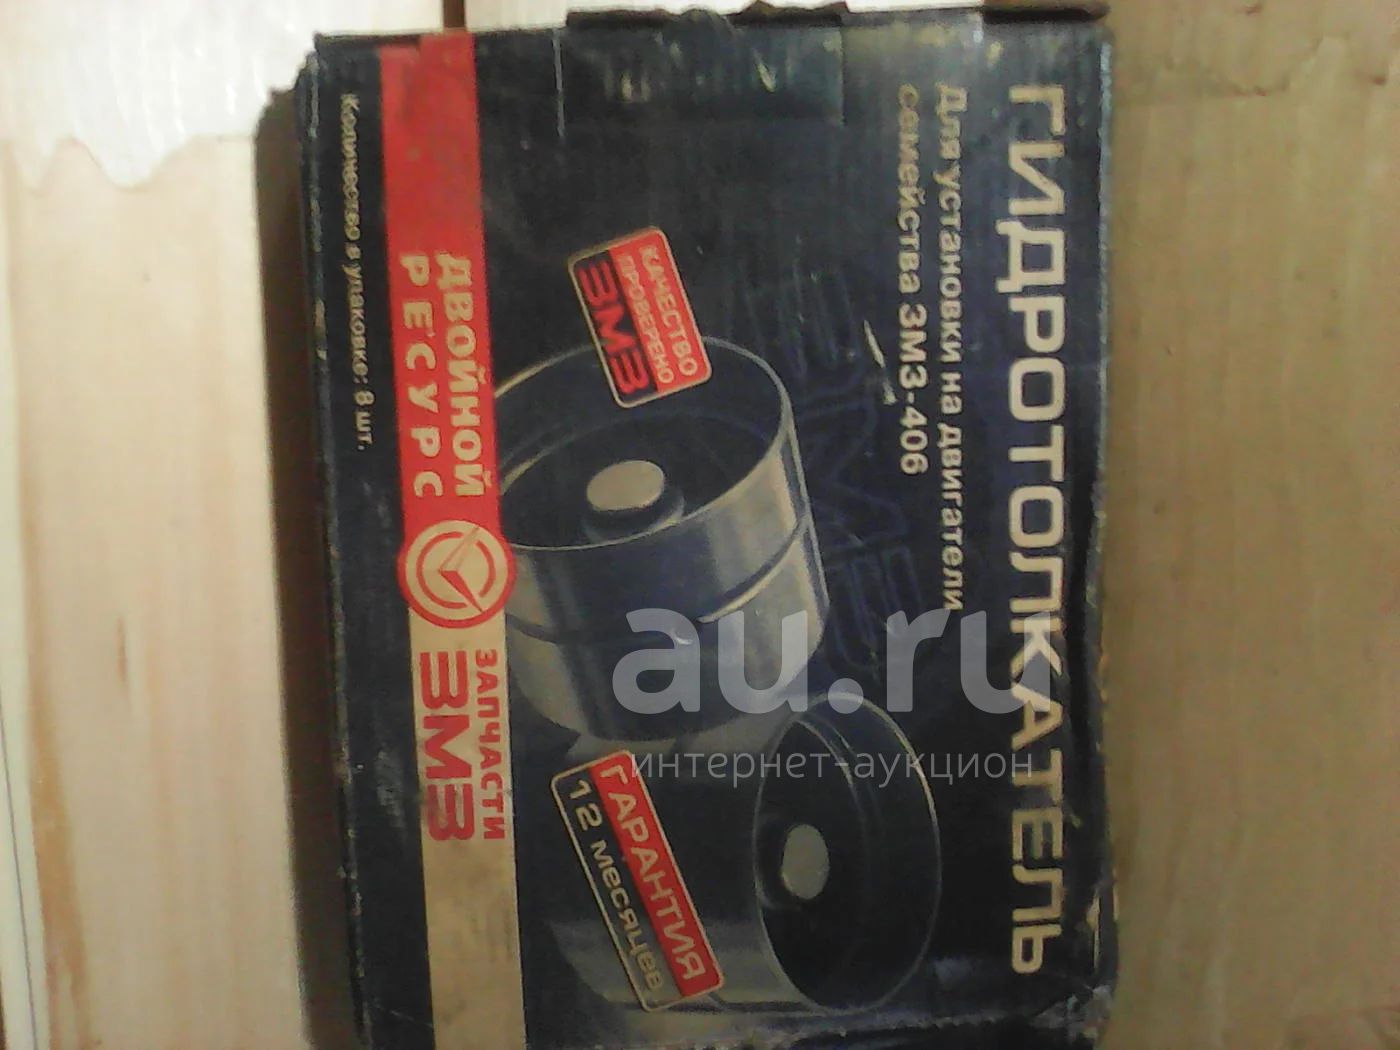 ГИДРОТОЛКАТЕЛЬ
Для установки на двигатели
семейства ЗМЗ-406
КАЧЕСТВО
ПРОВЕРЕНО
ЗМЗ
ГАРАНТИЯ
12 месяцев
ДВОЙНОЙ
РЕСУРС
ЗАПЧАСТИ
ЗМЗ
Количество в упаковке: 8 шт.
au.ru
интернет-аукцион